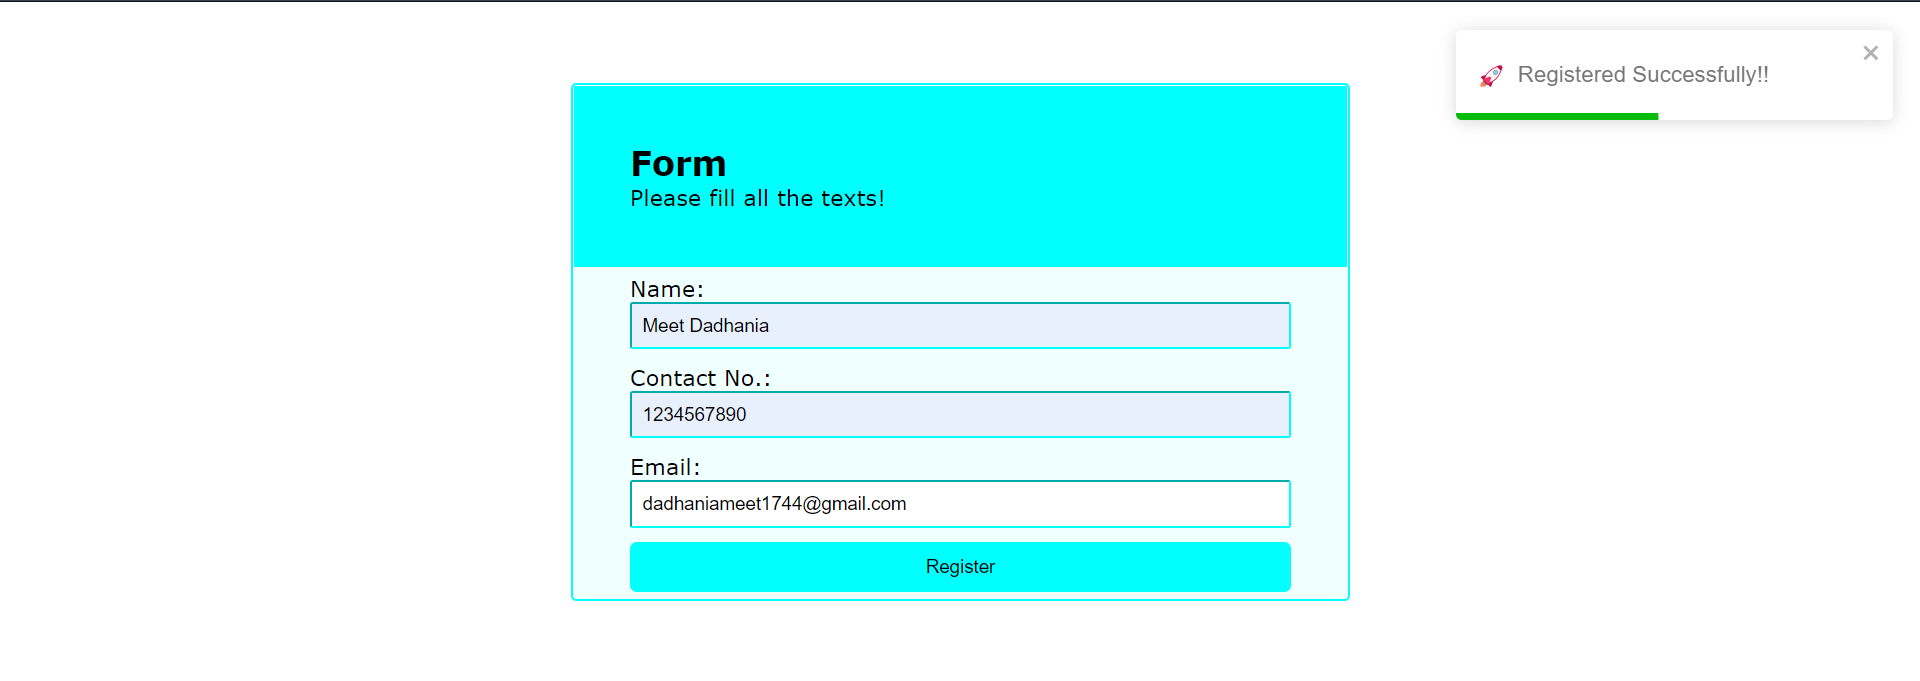 Registered Successfully!!
Form
Please fill all the texts!
Name:
Meet Dadhania
Contact No.:
1234567890
Email:
dadhaniameet1744@gmail.com
Register